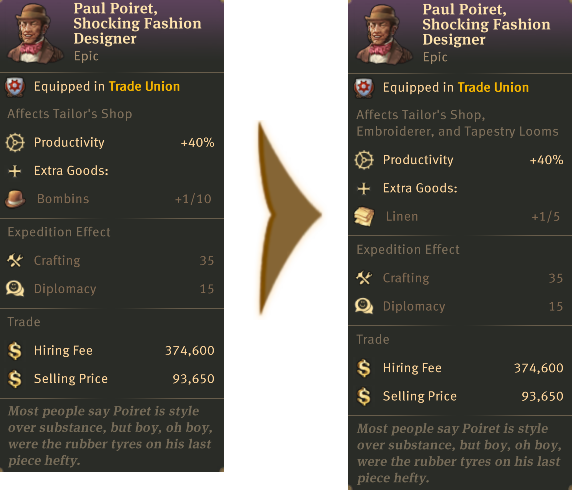 Paul Poiret,
Shocking Fashion
Designer
Epic
Equipped in Trade Union
Affects Tailor's Shop
Productivity +40%
Extra Goods:
Bombins +1/10
Expedition Effect
Crafting 35
Diplomacy 15
Trade
Hiring Fee 374,600
Selling Price 93,650
Most people say Poiret is style
over substance, but boy, oh boy,
were the rubber tyres on his last
piece hefty.
Paul Poiret,
Shocking Fashion
Designer
Epic
Equipped in Trade Union
Affects Tailor's Shop,
Embroiderer, and Tapestry Looms
Productivity +40%
Extra Goods:
Linen +1/5
Expedition Effect
Crafting 35
Diplomacy 15
Trade
Hiring Fee 374,600
Selling Price 93,650
Most people say Poiret is style
over substance, but boy, oh boy,
were the rubber tyres on his last
piece hefty.